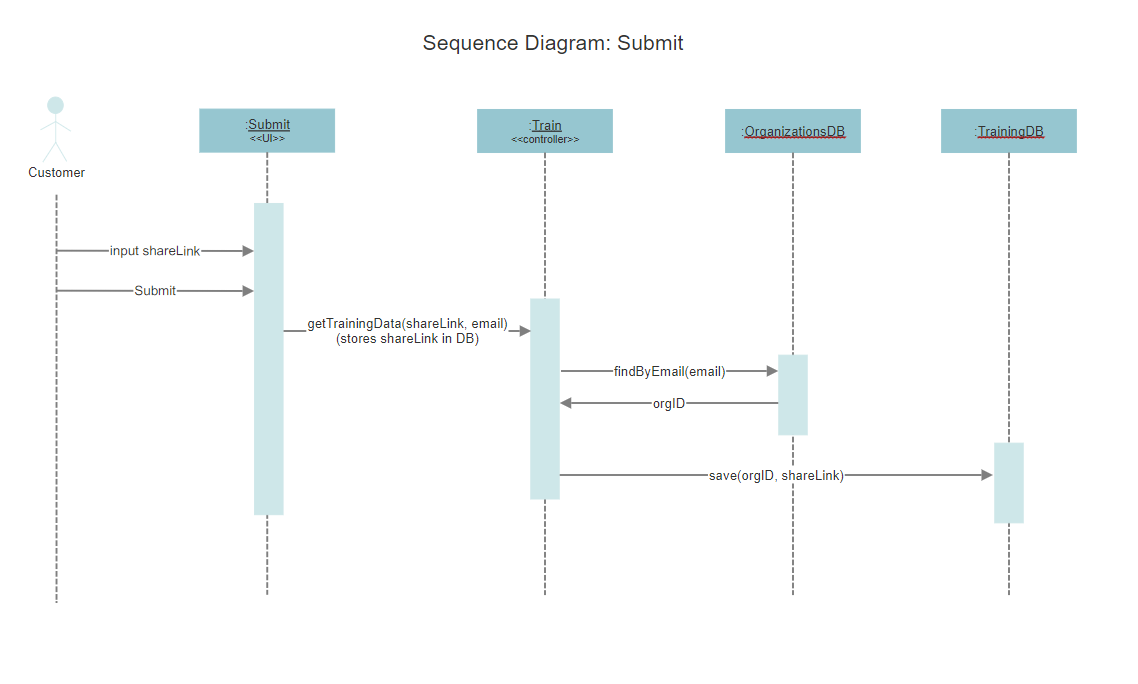 Sequence Diagram: Submit
:Submit
<<UI>>
:Train
<<controller>>
:OrganizationsDB
:TrainingDB
Customer
input shareLink
Submit
getTrainingData(shareLink, email)
(stores shareLink in DB)
findByEmail(email)
orgID
save(orgID, shareLink)